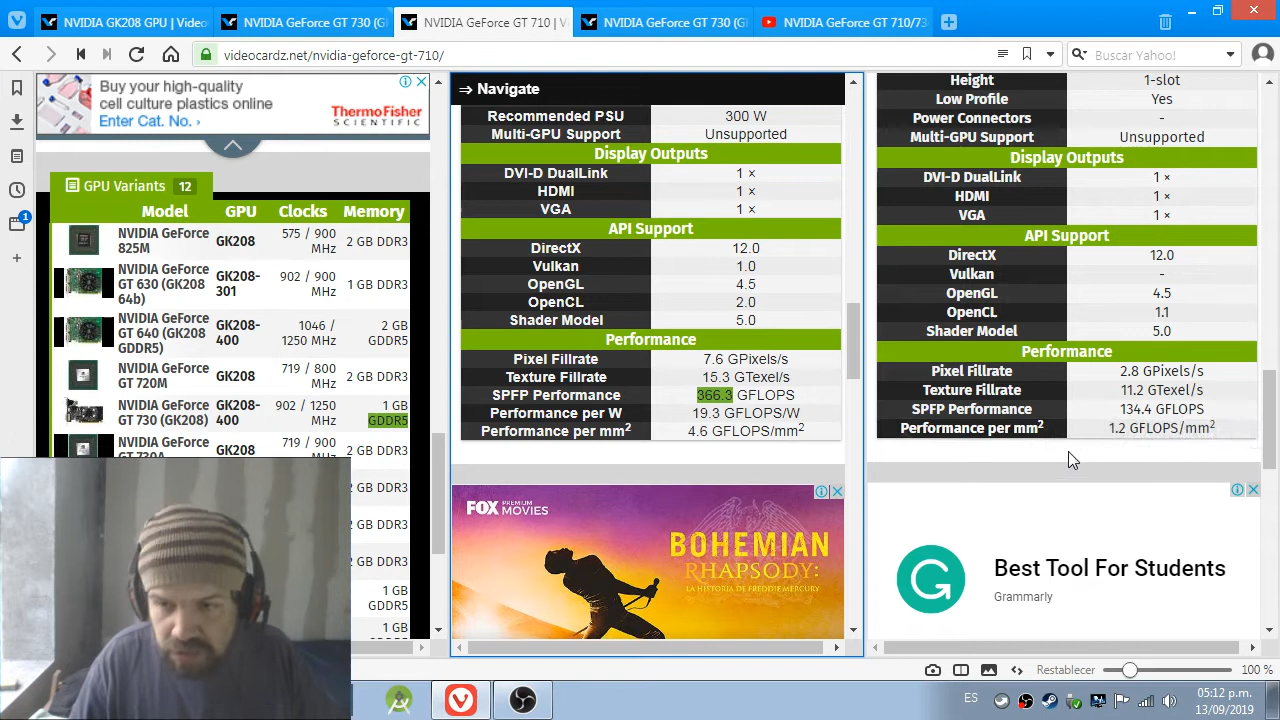 NVIDIA GK208 GPU | Video
NVIDIA GeForce GT 730 (G
NVIDIA GeForce GT 710 | V
NVIDIA GeForce GT 730 (GI
NVIDIA GeForce GT 710/73
videocardz.net/nvidia-geforce-gt-710/
Buscar Yahoo!
Buy your high-quality
cell culture plastics online
Enter Cat. No. ›
ThermoFisher
SCIENTIFIC
GPU Variants 12
Model GPU Clocks Memory
NVIDIA GeForce
825M
GK208
575 / 900
MHz
2 GB DDR3
NVIDIA GeForce
GT 630 (GK208
64b)
GK208-
301
902 / 900
MHz
1 GB DDR3
NVIDIA GeForce
GT 640 (GK208
GDDR5)
GK208-
400
1046 /
1250 MHz
2 GB
GDDR5
NVIDIA GeForce
GT 720M
GK208
719 / 800
MHz
2 GB DDR3
NVIDIA GeForce
GT 730 (GK208)
GK208-
400
902 / 1250
MHz
1 GB
GDDR5
NVIDIA GeForce
GT 730A
GK208
719 / 900
MHz
2 GB DDR3
2 GB DDR3
2 GB DDR3
2 GB DDR3
1 GB
GDDR5
1 GB
⇒ Navigate
Recommended PSU 300 W
Multi-GPU Support Unsupported
Display Outputs
DVI-D DualLink 1 ×
HDMI 1 ×
VGA 1 ×
API Support
DirectX 12.0
Vulkan 1.0
OpenGL 4.5
OpenCL 2.0
Shader Model 5.0
Performance
Pixel Fillrate 7.6 GPixels/s
Texture Fillrate 15.3 GTexel/s
SPFP Performance 366.3 GFLOPS
Performance per W 19.3 GFLOPS/W
Performance per mm² 4.6 GFLOPS/mm²
FOX PREMIUM
MOVIES
BOHEMIAN
RHAPSODY:
LA HISTORIA DE FREDDIE MERCURY
Height 1-slot
Low Profile Yes
Power Connectors -
Multi-GPU Support Unsupported
Display Outputs
DVI-D DualLink 1 ×
HDMI 1 ×
VGA 1 ×
API Support
DirectX 12.0
Vulkan -
OpenGL 4.5
OpenCL 1.1
Shader Model 5.0
Performance
Pixel Fillrate 2.8 GPixels/s
Texture Fillrate 11.2 GTexel/s
SPFP Performance 134.4 GFLOPS
Performance per mm² 1.2 GFLOPS/mm²
Best Tool For Students
Grammarly
1
Restablecer 100 %
ES
05:12 p.m.
13/09/2019